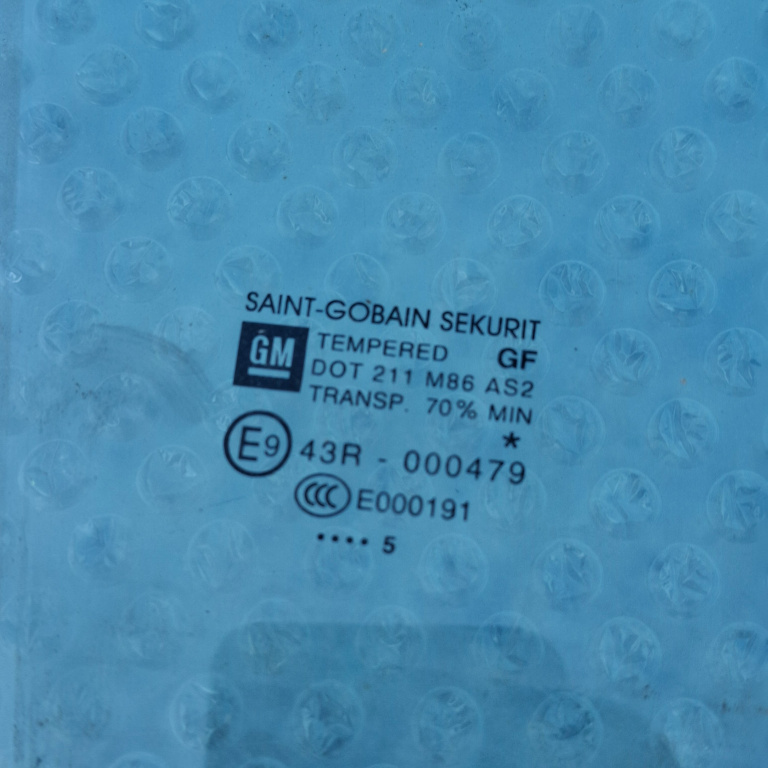 SAINT-GOBAIN SEKURIT
GM TEMPERED GF
DOT 211 M86 AS2
TRANSP. 70% MIN
*
E9 43R - 000479
CCC E000191
.... 5